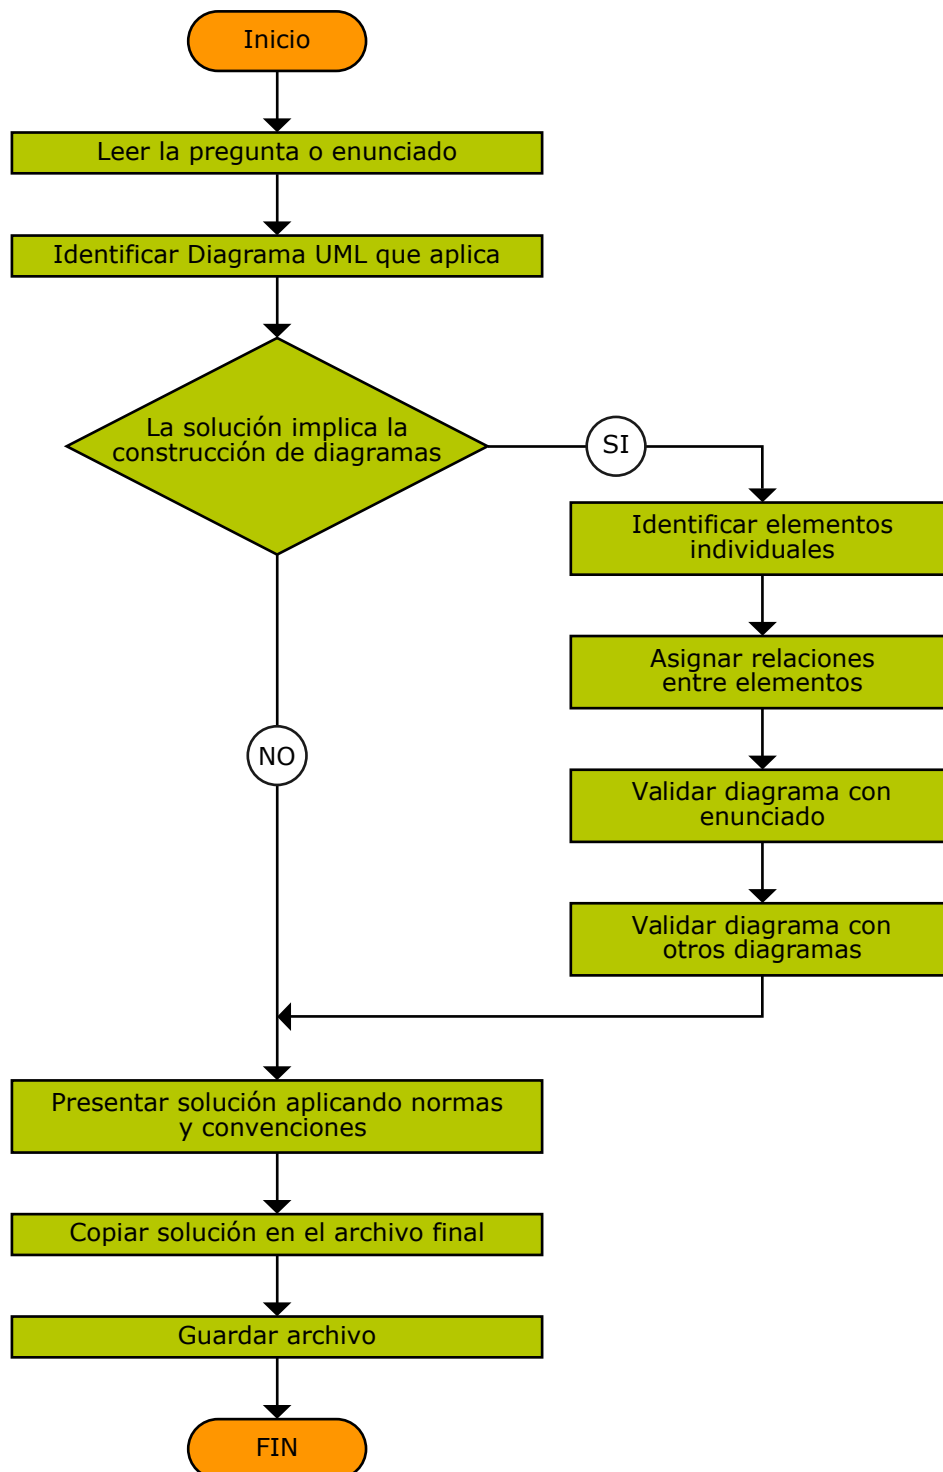 Inicio
Leer la pregunta o enunciado
Identificar Diagrama UML que aplica
La solución implica la
construcción de diagramas
SI
Identificar elementos
individuales
Asignar relaciones
entre elementos
NO
Validar diagrama con
enunciado
Validar diagrama con
otros diagramas
Presentar solución aplicando normas
y convenciones
Copiar solución en el archivo final
Guardar archivo
FIN